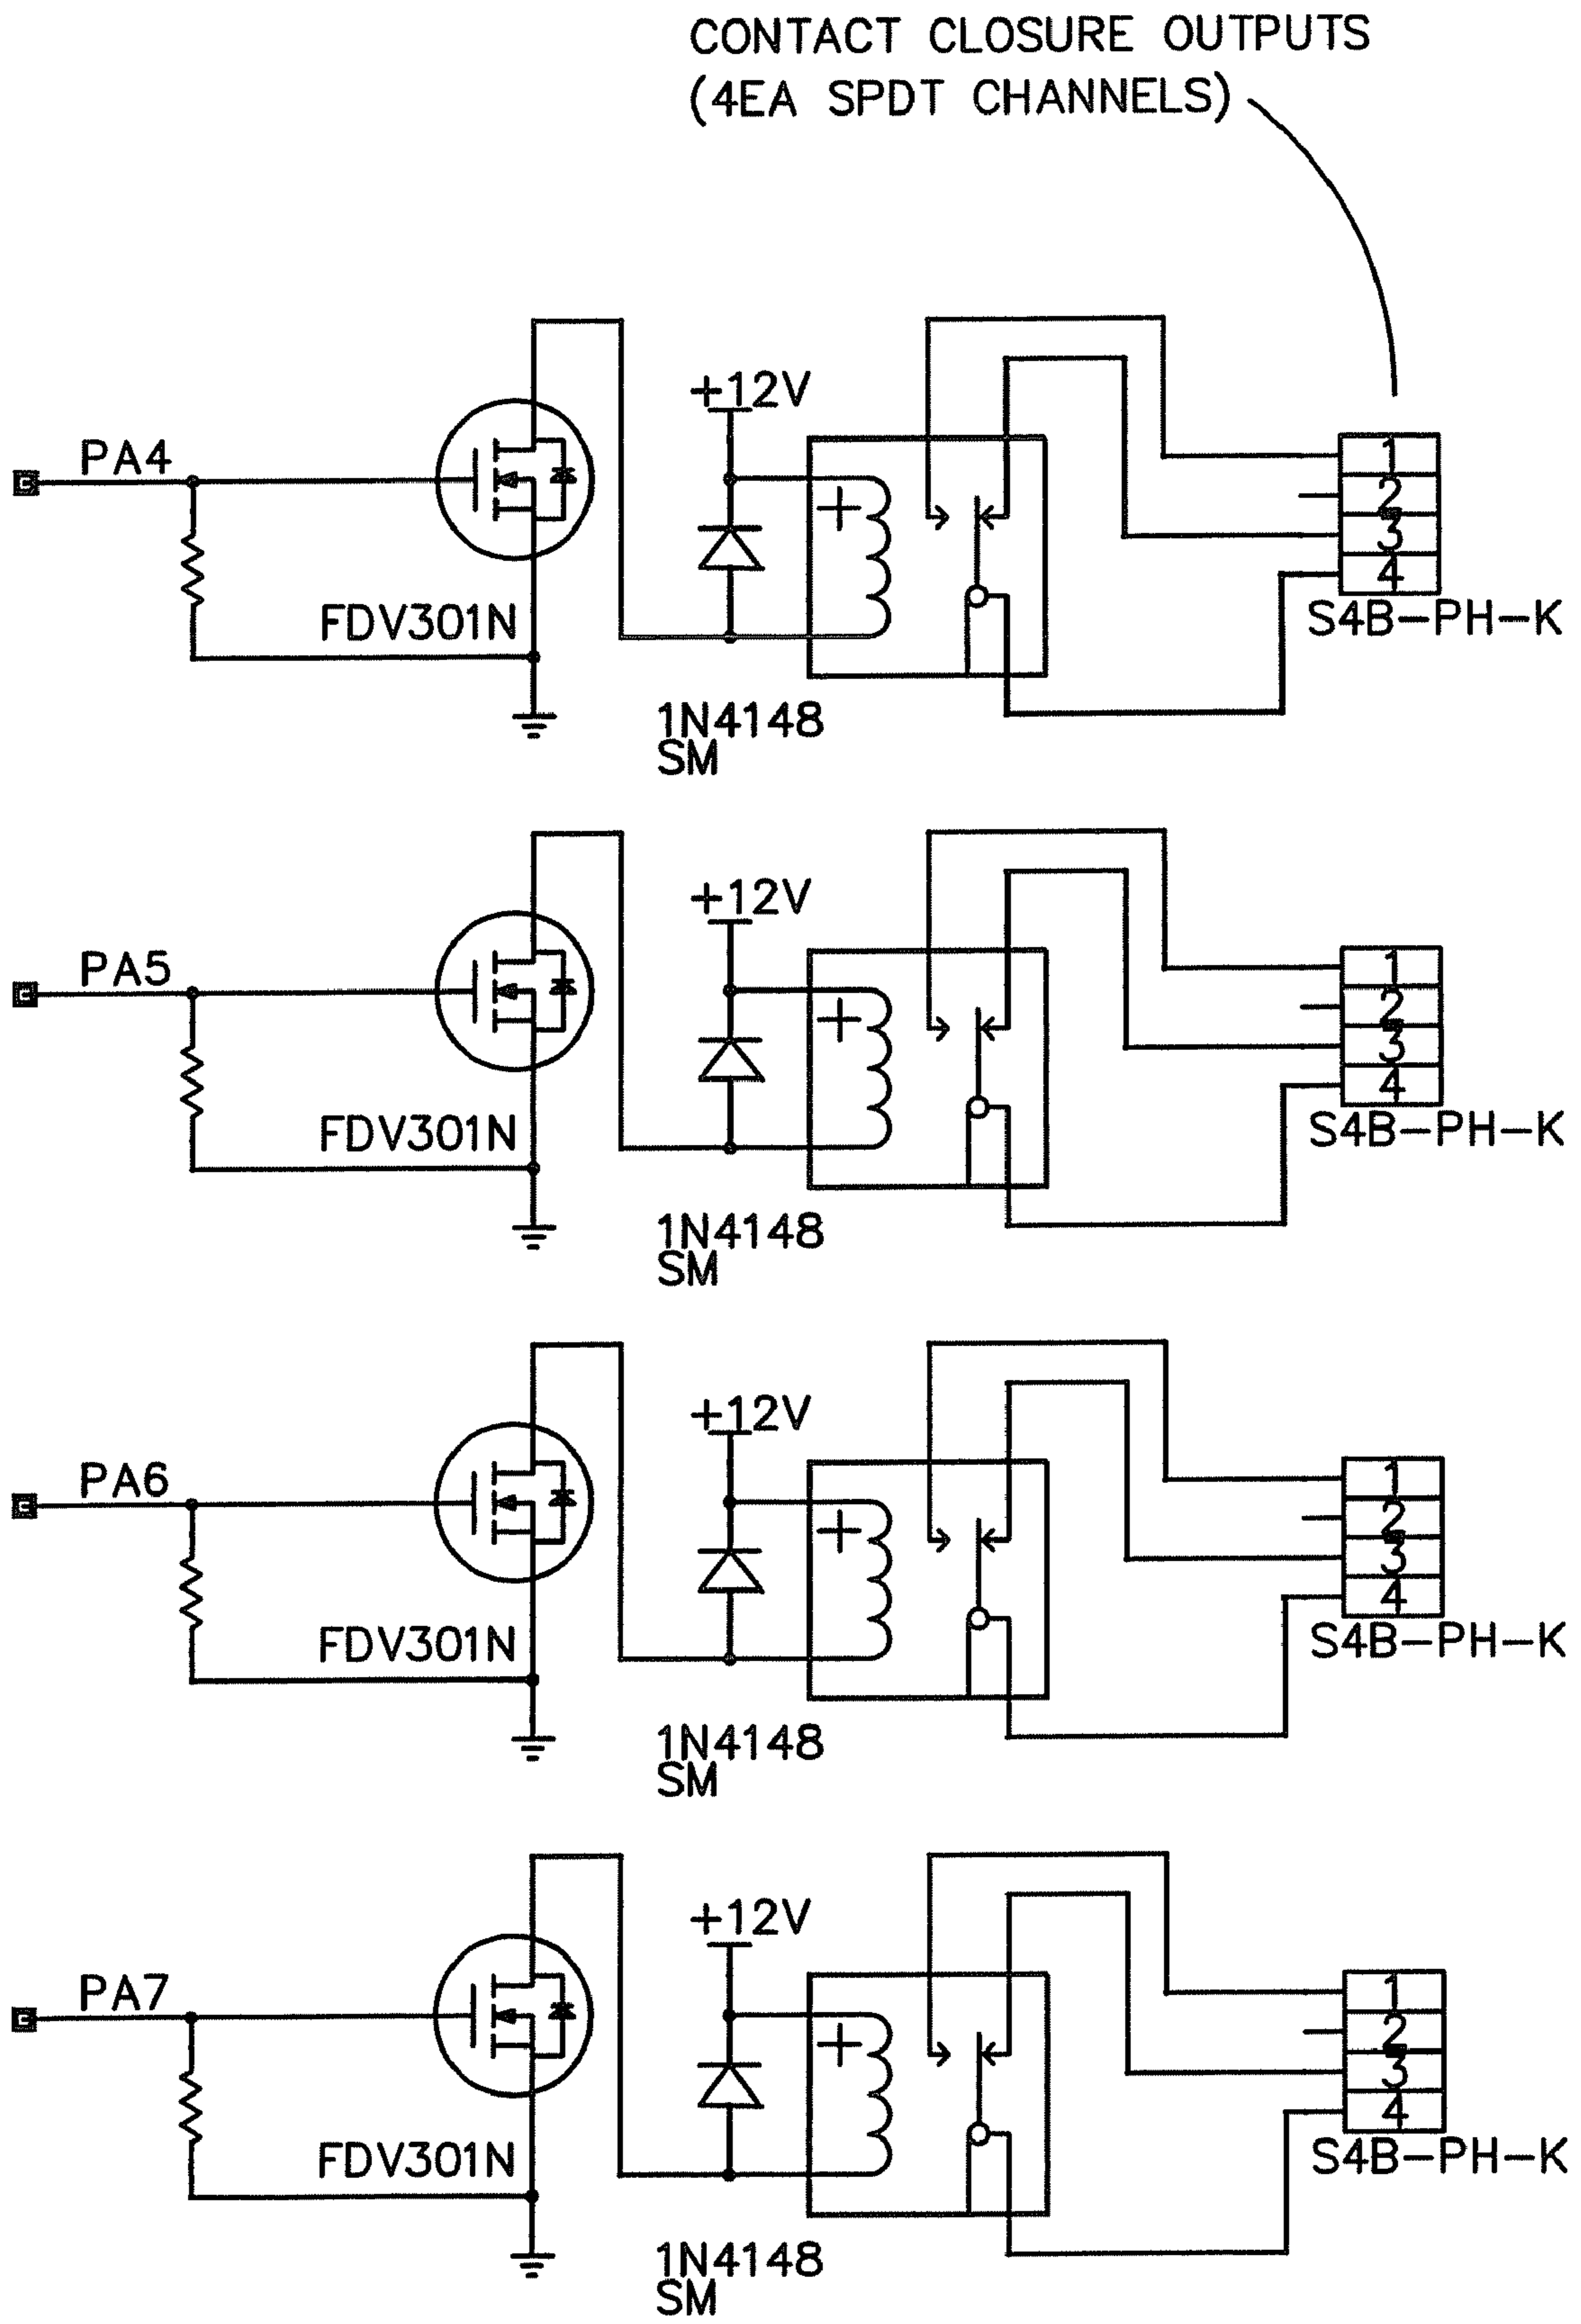 CONTACT CLOSURE OUTPUTS
(4EA SPDT CHANNELS)
+12V
PA4
1
2
3
4
FDV301N
S4B-PH-K
1N4148
SM
+12V
PA5
1
2
3
4
FDV301N
S4B-PH-K
1N4148
SM
+12V
PA6
1
2
3
4
FDV301N
S4B-PH-K
1N4148
SM
+12V
PA7
1
2
3
4
FDV301N
S4B-PH-K
1N4148
SM